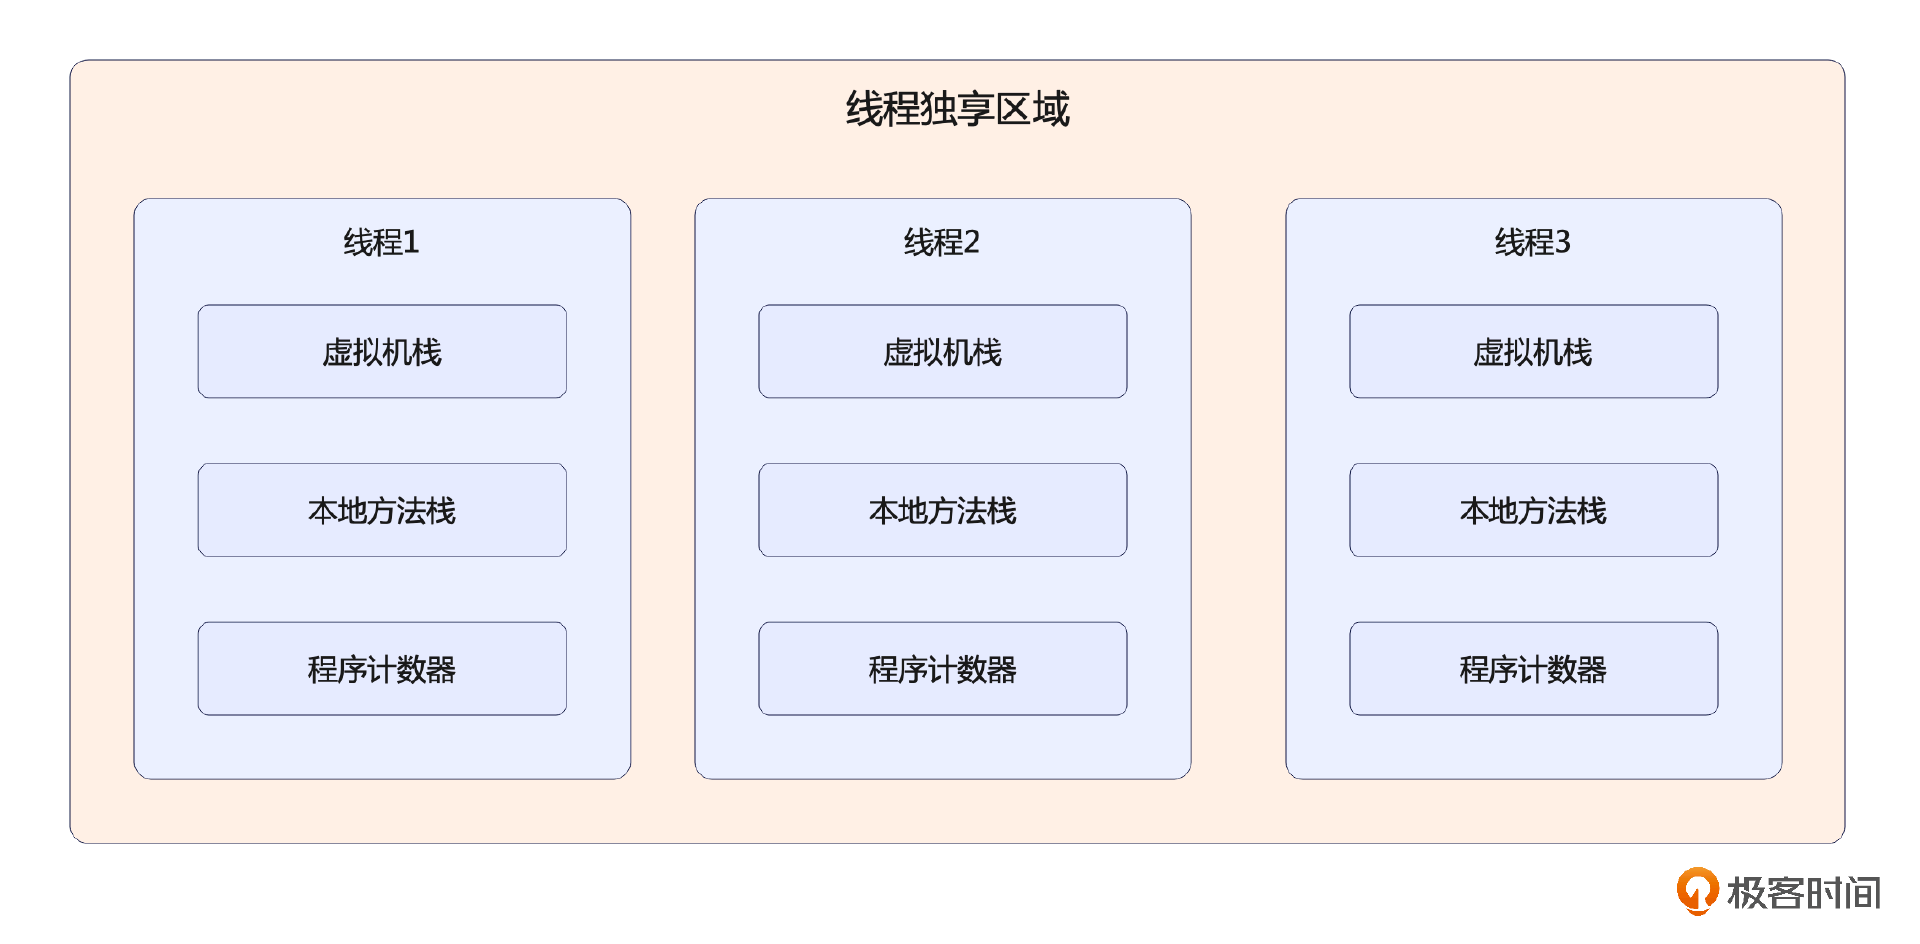 线程独享区域
线程1
虚拟机栈
本地方法栈
程序计数器
线程2
虚拟机栈
本地方法栈
程序计数器
线程3
虚拟机栈
本地方法栈
程序计数器
极客时间